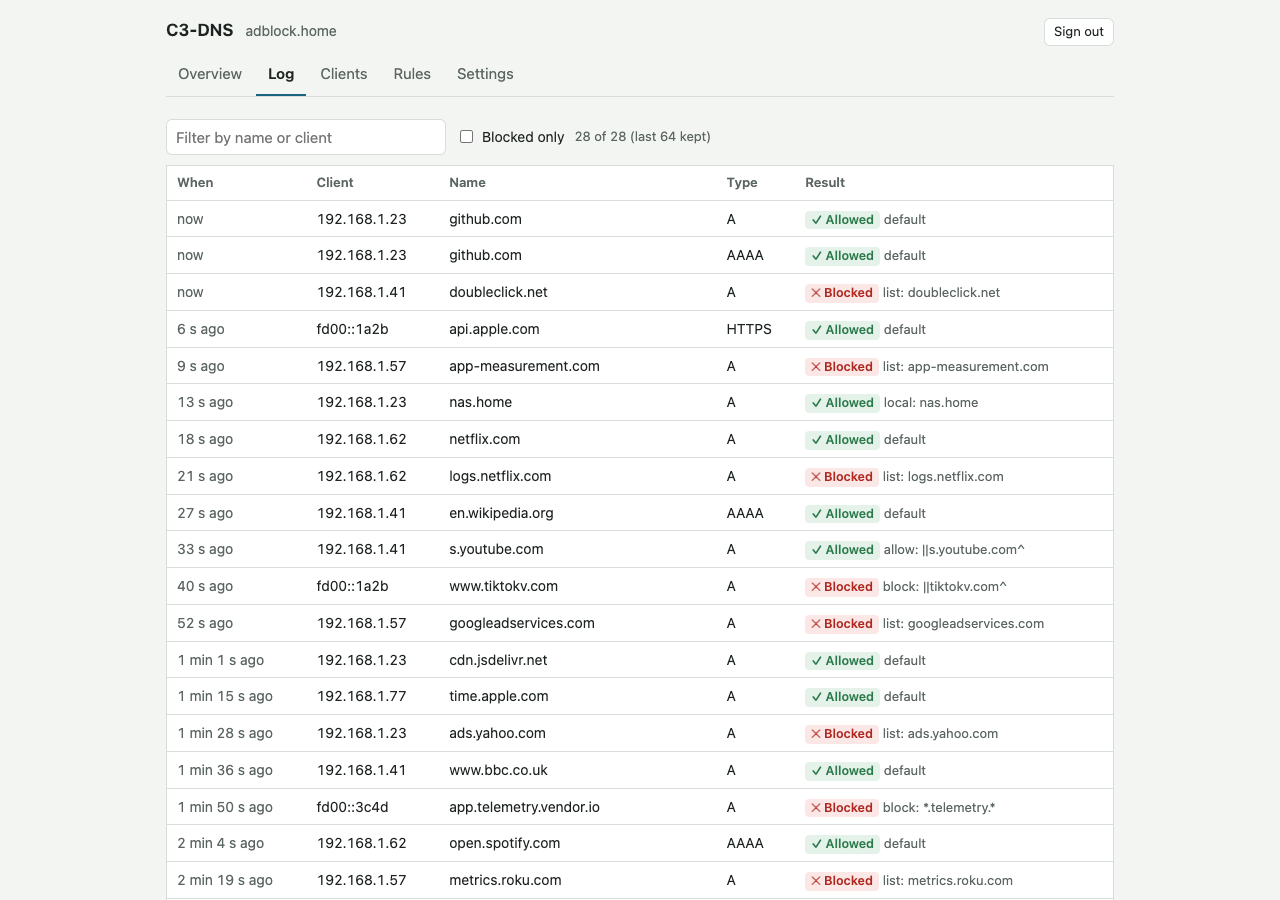 C3-DNS adblock.home Sign out
Overview Log Clients Rules Settings
Filter by name or client Blocked only 28 of 28 (last 64 kept)
When Client Name Type Result
now 192.168.1.23 github.com A ✓ Allowed default
now 192.168.1.23 github.com AAAA ✓ Allowed default
now 192.168.1.41 doubleclick.net A ✕ Blocked list: doubleclick.net
6 s ago fd00::1a2b api.apple.com HTTPS ✓ Allowed default
9 s ago 192.168.1.57 app-measurement.com A ✕ Blocked list: app-measurement.com
13 s ago 192.168.1.23 nas.home A ✓ Allowed local: nas.home
18 s ago 192.168.1.62 netflix.com A ✓ Allowed default
21 s ago 192.168.1.62 logs.netflix.com A ✕ Blocked list: logs.netflix.com
27 s ago 192.168.1.41 en.wikipedia.org AAAA ✓ Allowed default
33 s ago 192.168.1.41 s.youtube.com A ✓ Allowed allow: ||s.youtube.com^
40 s ago fd00::1a2b www.tiktokv.com A ✕ Blocked block: ||tiktokv.com^
52 s ago 192.168.1.57 googleadservices.com A ✕ Blocked list: googleadservices.com
1 min 1 s ago 192.168.1.23 cdn.jsdelivr.net A ✓ Allowed default
1 min 15 s ago 192.168.1.77 time.apple.com A ✓ Allowed default
1 min 28 s ago 192.168.1.23 ads.yahoo.com A ✕ Blocked list: ads.yahoo.com
1 min 36 s ago 192.168.1.41 www.bbc.co.uk A ✓ Allowed default
1 min 50 s ago fd00::3c4d app.telemetry.vendor.io A ✕ Blocked block: *.telemetry.*
2 min 4 s ago 192.168.1.62 open.spotify.com AAAA ✓ Allowed default
2 min 19 s ago 192.168.1.57 metrics.roku.com A ✕ Blocked list: metrics.roku.com